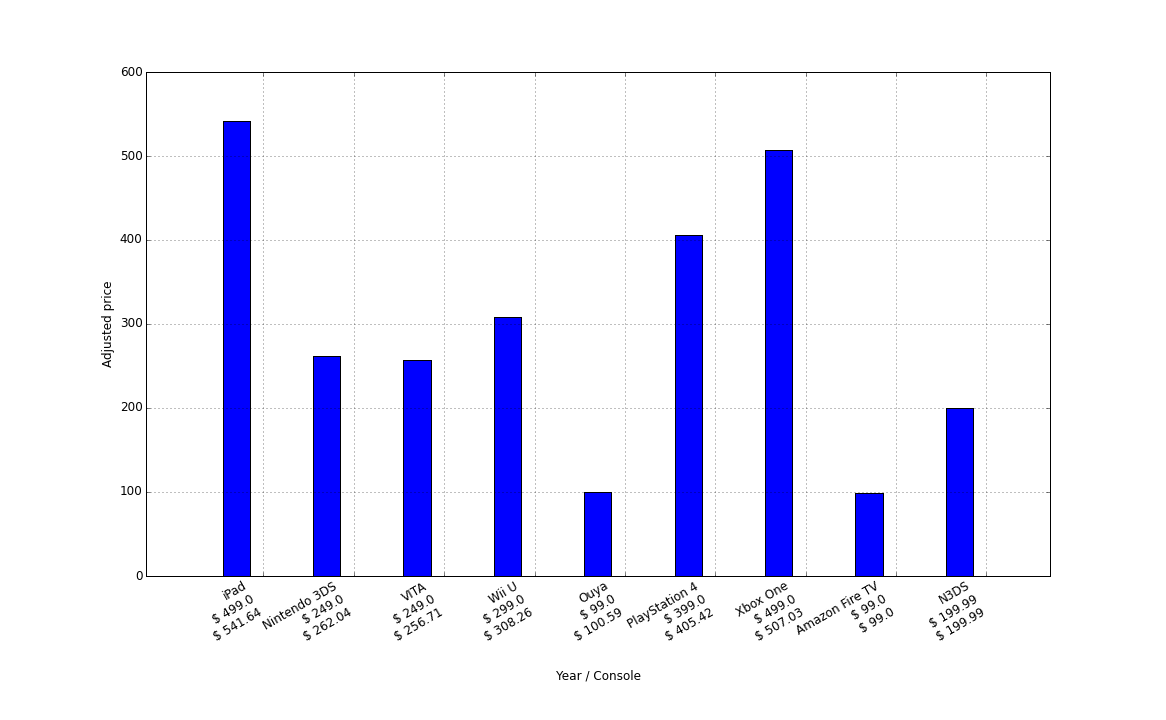 600
500
400
300
200
100
0
Adjusted price
iPad
$ 499.0
$ 541.64
Nintendo 3DS
$ 249.0
$ 262.04
VITA
$ 249.0
$ 256.71
Wii U
$ 299.0
$ 308.26
Ouya
$ 99.0
$ 100.59
PlayStation 4
$ 399.0
$ 405.42
Xbox One
$ 499.0
$ 507.03
Amazon Fire TV
$ 99.0
$ 99.0
N3DS
$ 199.99
$ 199.99
Year / Console